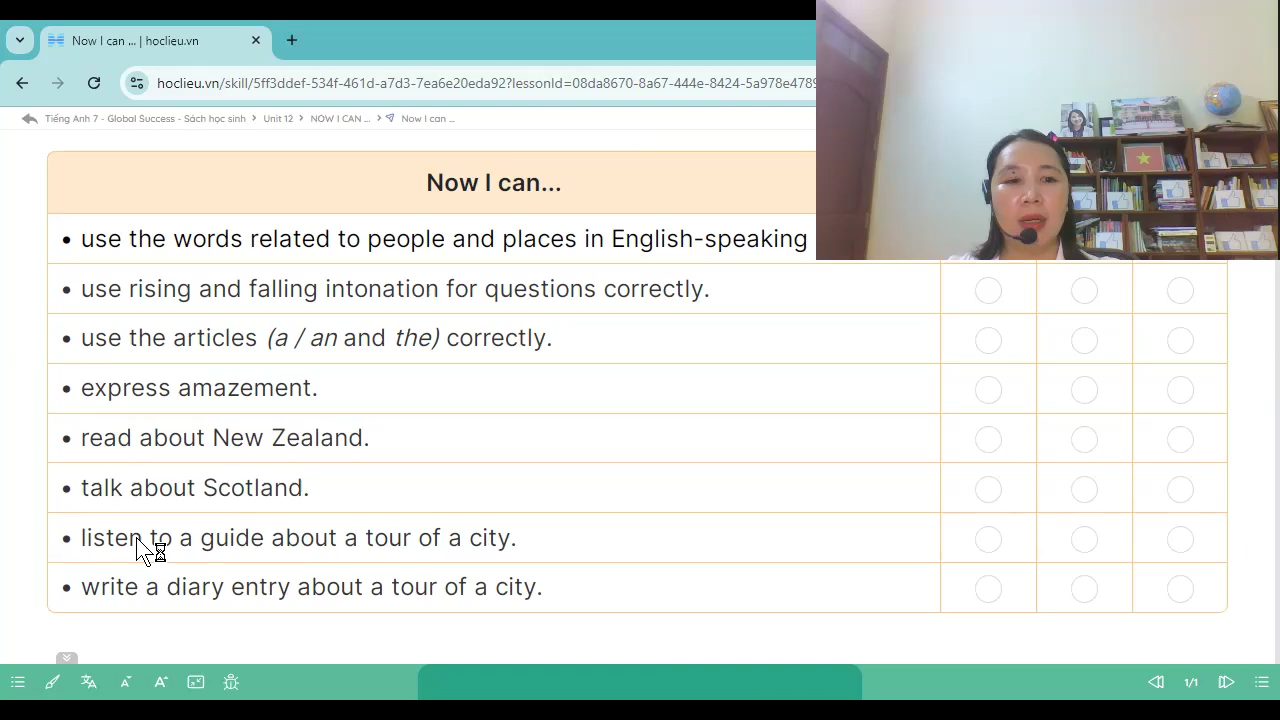 Now I can ... | hoclieu.vn
hoclieu.vn/skill/5ff3ddef-534f-461d-a7d3-7ea6e20eda92?lessonId=08da8670-8a67-444e-8424-5a978e4789
Tiếng Anh 7 - Global Success - Sách học sinh > Unit 12 > NOW I CAN ... > Now I can ...
Now I can...
• use the words related to people and places in English-speaking
• use rising and falling intonation for questions correctly.
• use the articles (a / an and the) correctly.
• express amazement.
• read about New Zealand.
• talk about Scotland.
• listen to a guide about a tour of a city.
• write a diary entry about a tour of a city.
1/1